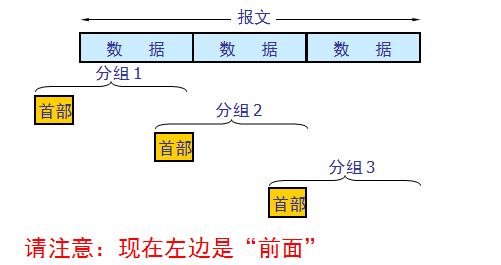 报文
数 据 数 据 数 据
分组 1
首部
分组 2
首部
分组 3
首部
请注意：现在左边是“前面”